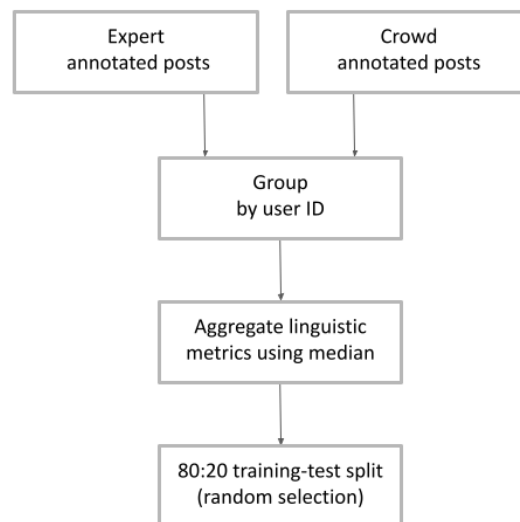 Expert
annotated posts
Crowd
annotated posts
Group
by user ID
Aggregate linguistic
metrics using median
80:20 training-test split
(random selection)